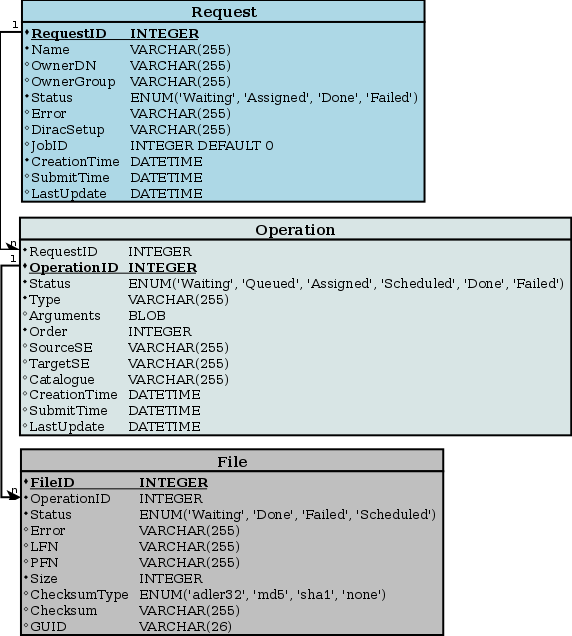 Request
1
RequestID INTEGER
Name VARCHAR(255)
OwnerDN VARCHAR(255)
OwnerGroup VARCHAR(255)
Status ENUM('Waiting', 'Assigned', 'Done', 'Failed')
Error VARCHAR(255)
DiracSetup VARCHAR(255)
JobID INTEGER DEFAULT 0
CreationTime DATETIME
SubmitTime DATETIME
LastUpdate DATETIME
Operation
n
RequestID INTEGER
1
OperationID INTEGER
Status ENUM('Waiting', 'Queued', 'Assigned', 'Scheduled', 'Done', 'Failed')
Type VARCHAR(255)
Arguments BLOB
Order INTEGER
SourceSE VARCHAR(255)
TargetSE VARCHAR(255)
Catalogue VARCHAR(255)
CreationTime DATETIME
SubmitTime DATETIME
LastUpdate DATETIME
File
FileID INTEGER
n
OperationID INTEGER
Status ENUM('Waiting', 'Done', 'Failed', 'Scheduled')
Error VARCHAR(255)
LFN VARCHAR(255)
PFN VARCHAR(255)
Size INTEGER
ChecksumType ENUM('adler32', 'md5', 'sha1', 'none')
Checksum VARCHAR(255)
GUID VARCHAR(26)